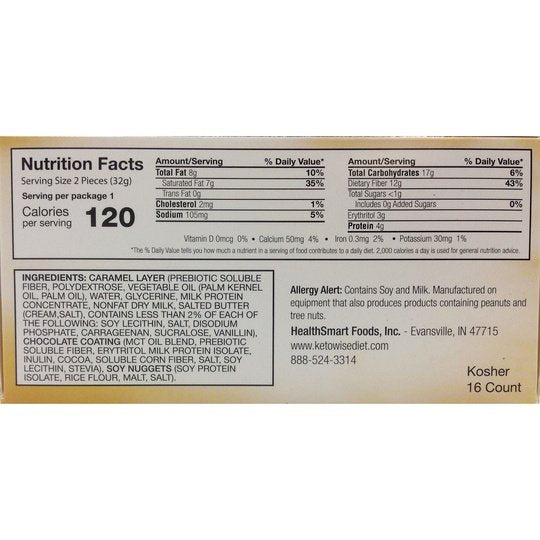 Nutrition Facts
Serving Size 2 Pieces (32g)
Serving per package 1
Calories
per serving 120
Amount/Serving % Daily Value*
Total Fat 8g 10%
Saturated Fat 7g 35%
Trans Fat 0g
Cholesterol 2mg 1%
Sodium 105mg 5%
Amount/Serving % Daily Value*
Total Carbohydrates 17g 6%
Dietary Fiber 12g 43%
Total Sugars <1g
Includes 0g Added Sugars 0%
Erythritol 3g
Protein 4g
Vitamin D 0mcg 0% • Calcium 50mg 4% • Iron 0.3mg 2% • Potassium 30mg 1%
*The % Daily Value tells you how much a nutrient in a serving of food contributes to a daily diet. 2,000 calories a day is used for general nutrition advice.
INGREDIENTS: CARAMEL LAYER (PREBIOTIC SOLUBLE
FIBER, POLYDEXTROSE, VEGETABLE OIL (PALM KERNEL
OIL, PALM OIL), WATER, GLYCERINE, MILK PROTEIN
CONCENTRATE, NONFAT DRY MILK, SALTED BUTTER
(CREAM,SALT), CONTAINS LESS THAN 2% OF EACH OF
THE FOLLOWING: SOY LECITHIN, SALT, DISODIUM
PHOSPHATE, CARRAGEENAN, SUCRALOSE, VANILLIN),
CHOCOLATE COATING (MCT OIL BLEND, PREBIOTIC
SOLUBLE FIBER, ERYTRITOL MILK PROTEIN ISOLATE,
INULIN, COCOA, SOLUBLE CORN FIBER, SALT, SOY
LECITHIN, STEVIA), SOY NUGGETS (SOY PROTEIN
ISOLATE, RICE FLOUR, MALT, SALT).
Allergy Alert: Contains Soy and Milk. Manufactured on
equipment that also produces products containing peanuts and
tree nuts.
HealthSmart Foods, Inc. - Evansville, IN 47715
www.ketowisediet.com
888-524-3314
Kosher
16 Count